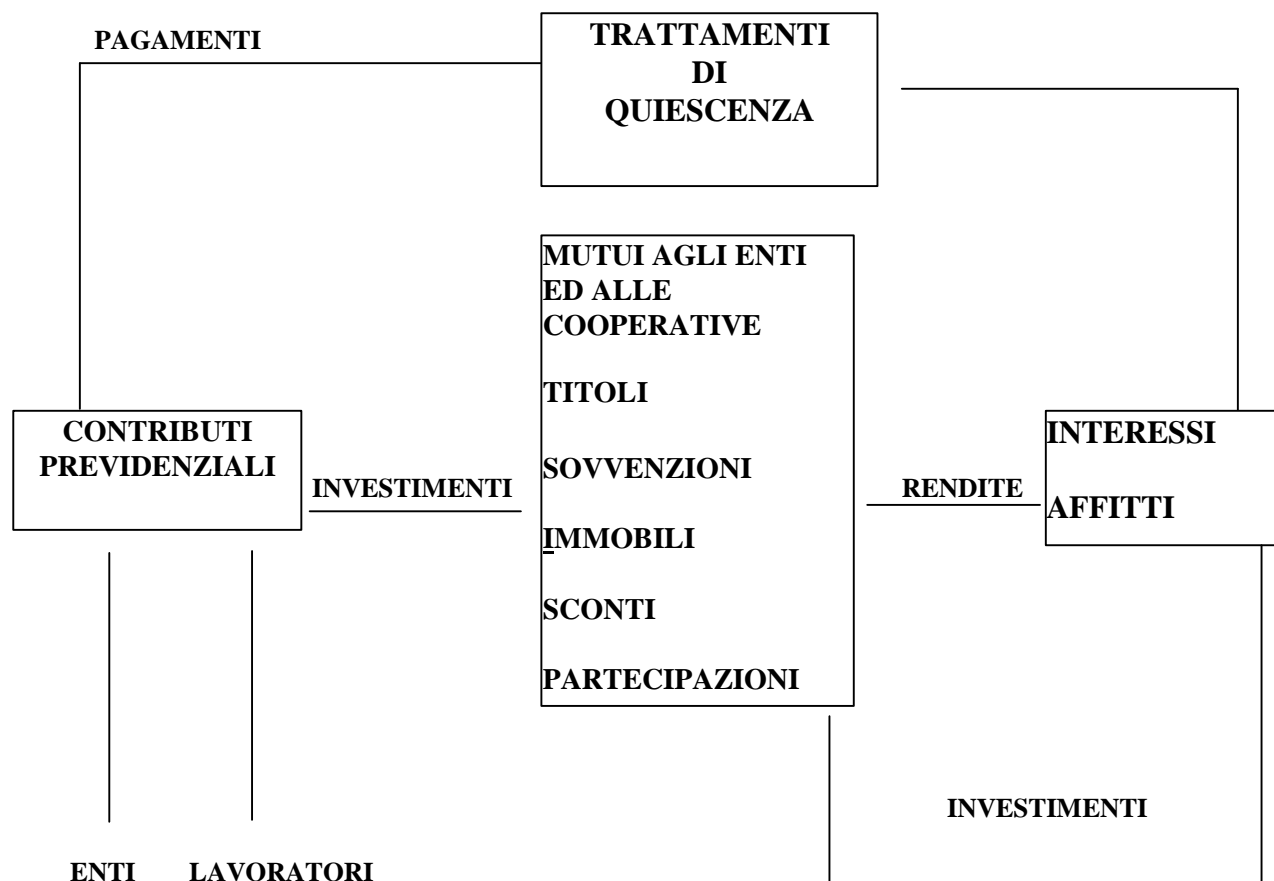 PAGAMENTI
TRATTAMENTI
DI
QUIESCENZA
MUTUI AGLI ENTI
ED ALLE
COOPERATIVE
TITOLI
SOVVENZIONI
IMMOBILI
SCONTI
PARTECIPAZIONI
CONTRIBUTI
PREVIDENZIALI
INVESTIMENTI
RENDITE
INTERESSI
AFFITTI
INVESTIMENTI
ENTI
LAVORATORI